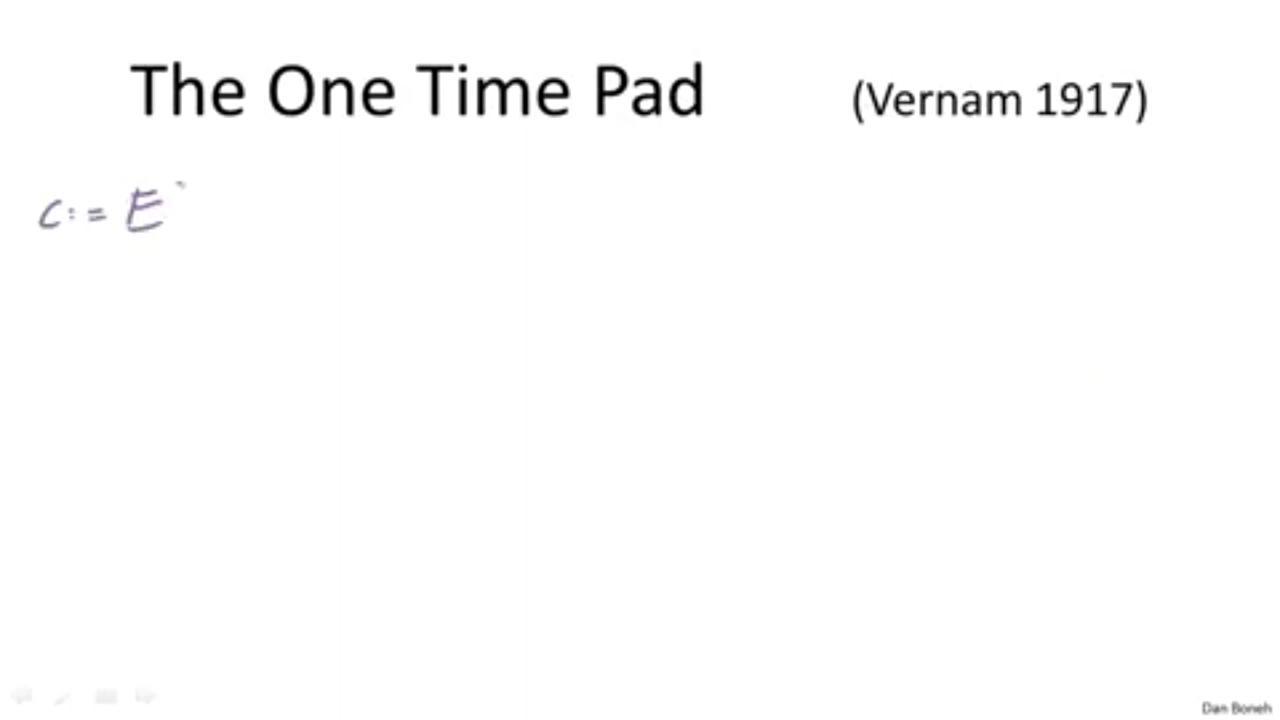 The One Time Pad (Vernam 1917)
C := E
Dan Boneh